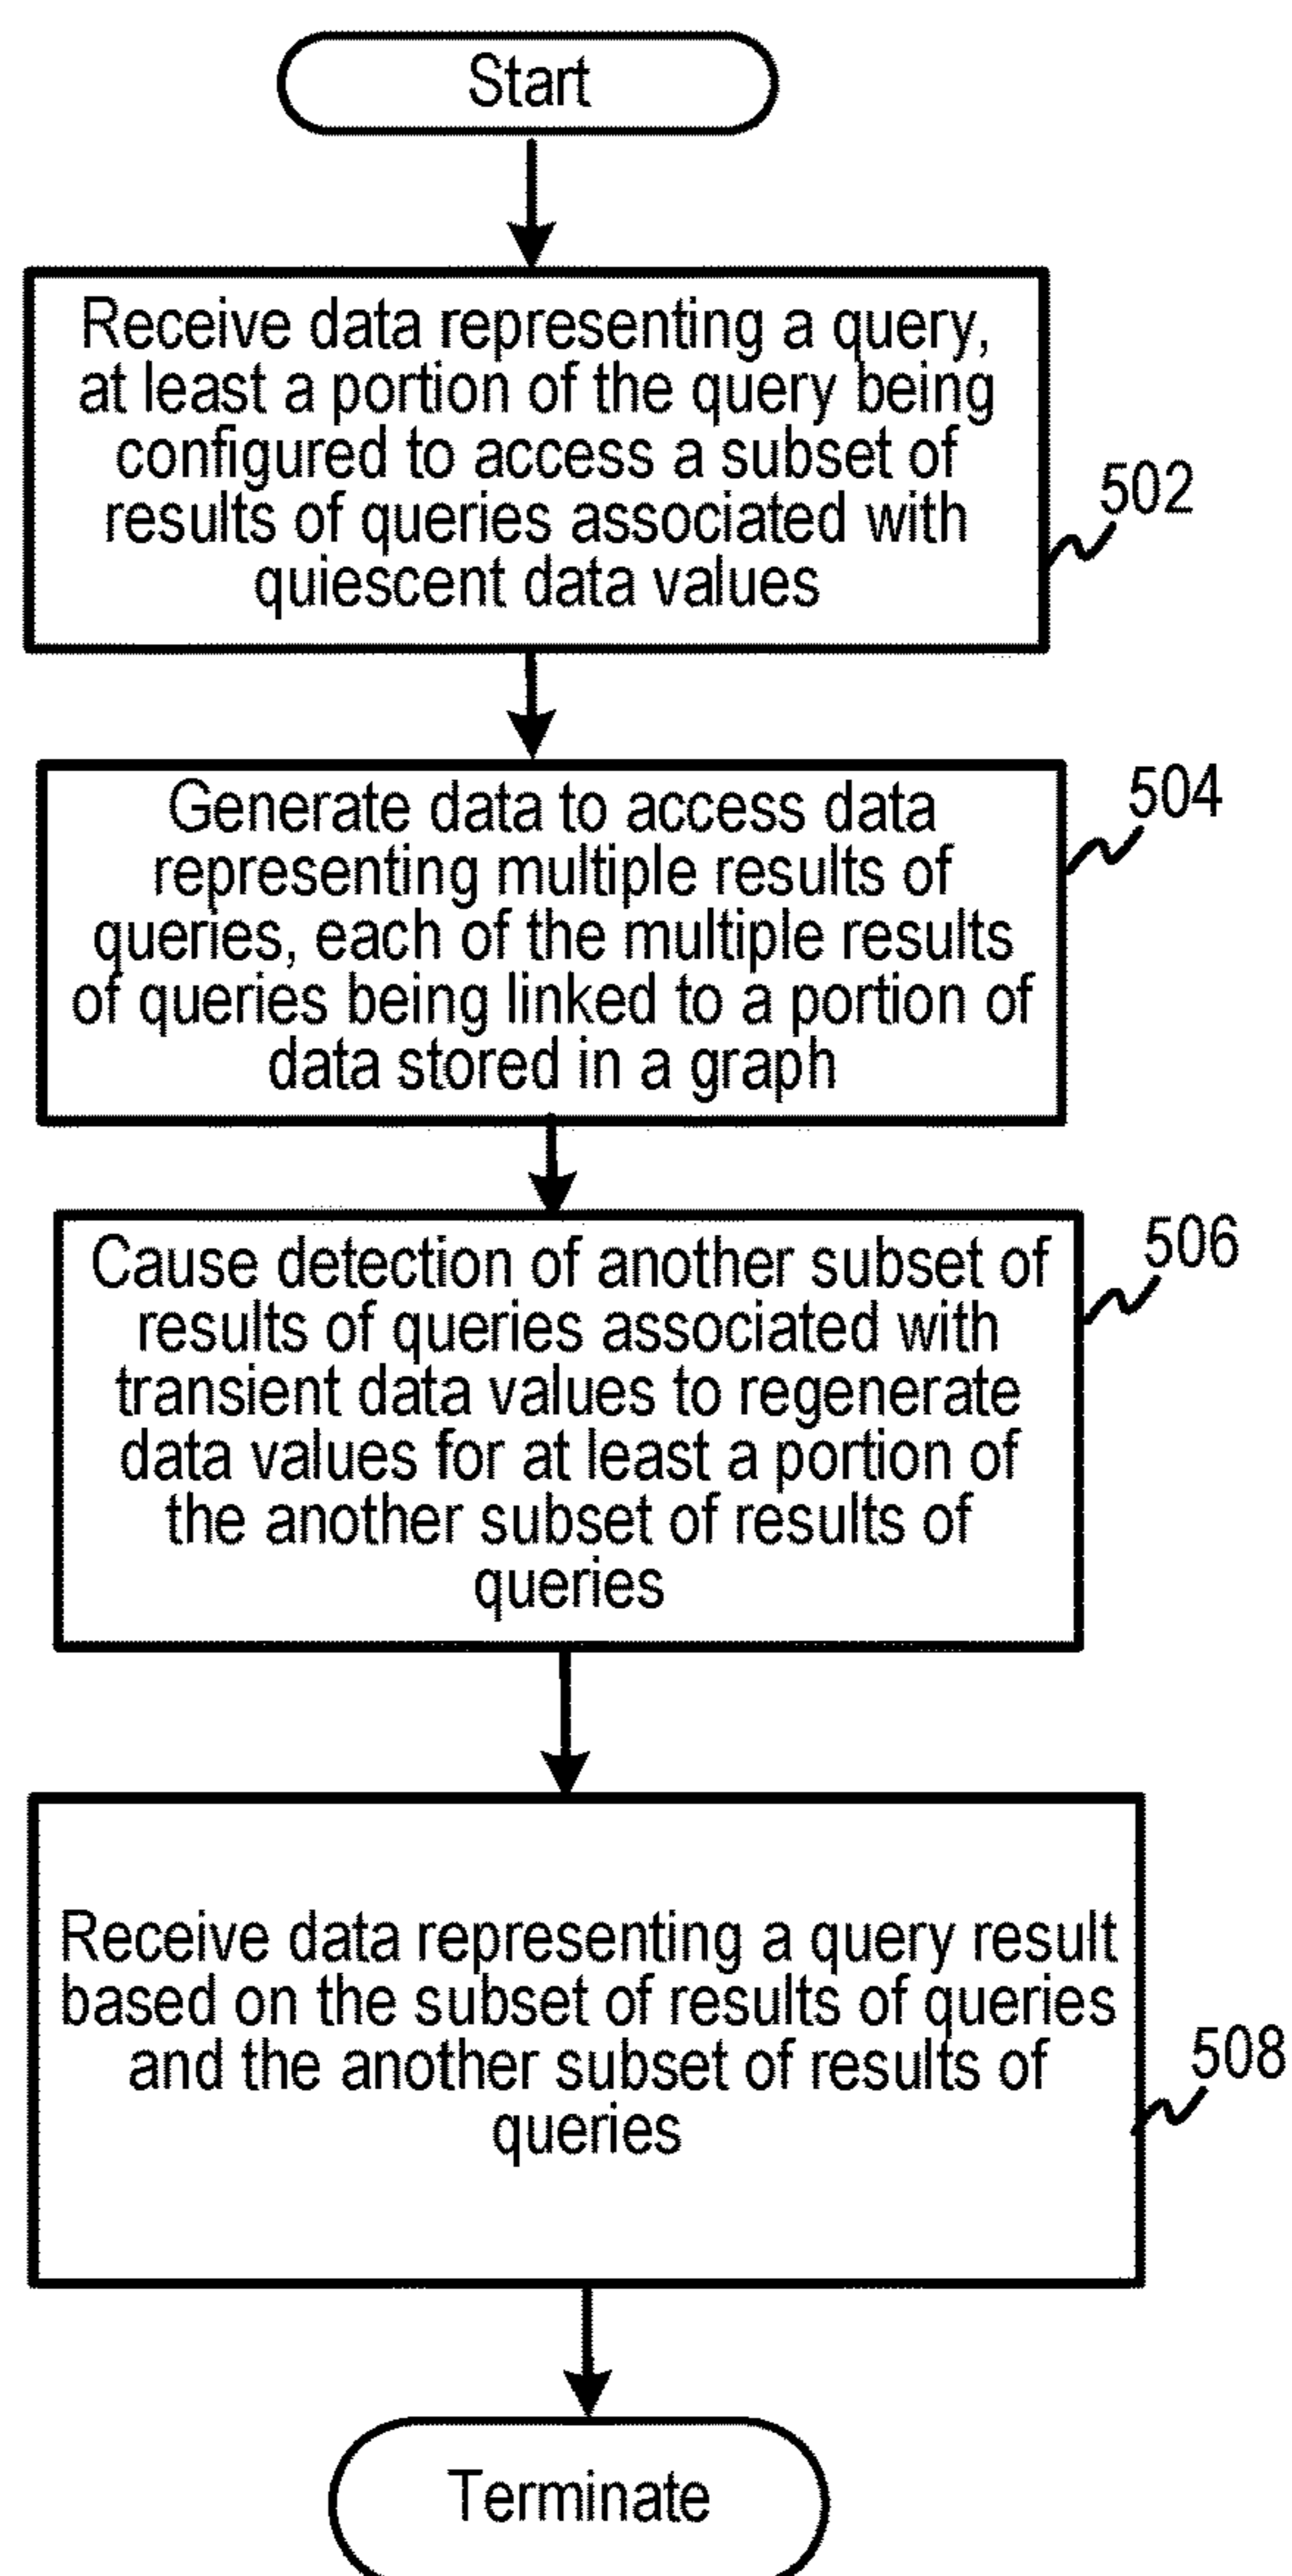 Start
Receive data representing a query,
at least a portion of the query being
configured to access a subset of
results of queries associated with
quiescent data values
502
Generate data to access data
representing multiple results of
queries, each of the multiple results
of queries being linked to a portion of
data stored in a graph
504
Cause detection of another subset of
results of queries associated with
transient data values to regenerate
data values for at least a portion of
the another subset of results of
queries
506
Receive data representing a query result
based on the subset of results of queries
and the another subset of results of
queries
508
Terminate